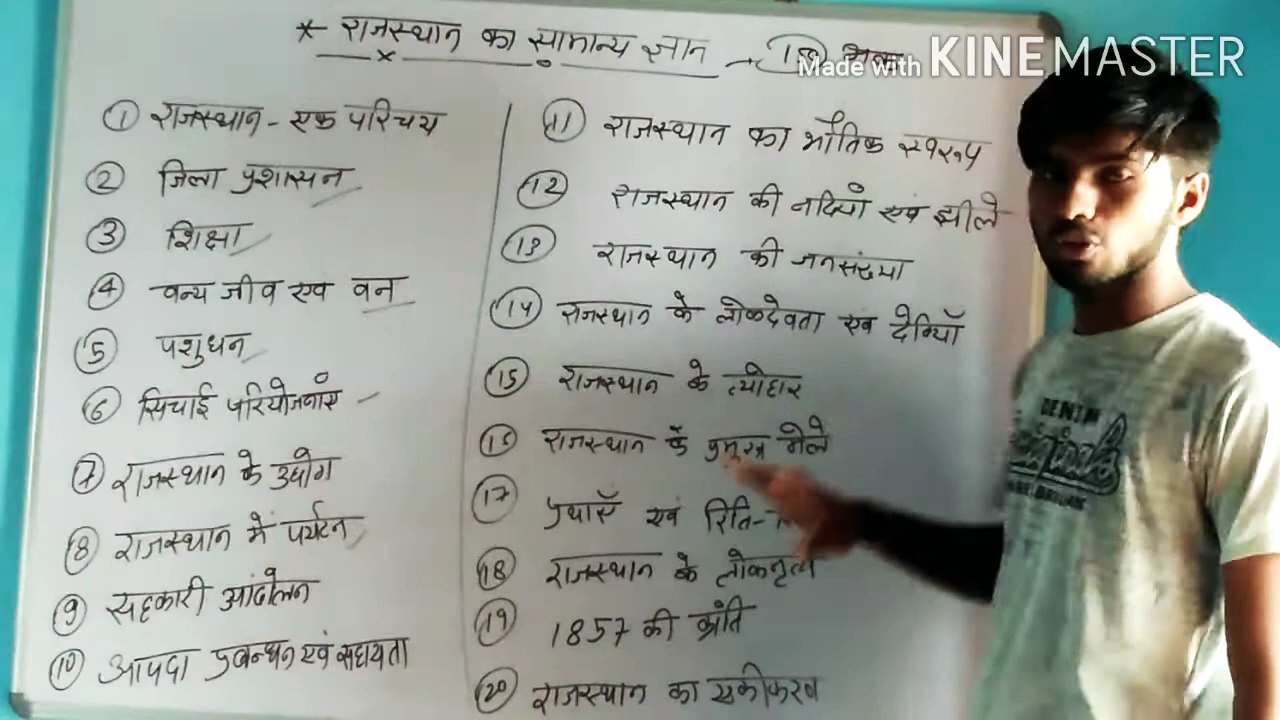 * राजस्थान का सामान्य ज्ञान →
Made with KINEMASTER
① राजस्थान - एक परिचय
② जिला प्रशासन
③ शिक्षा
④ वन्य जीव एवं वन
⑤ पशुधन
⑥ सिचाई परियोजनाएं
⑦ राजस्थान के उद्योग
⑧ राजस्थान में पर्यटन
⑨ सहकारी आंदोलन
⑩ आपदा प्रबन्धन एवं सहायता
⑪ राजस्थान का भौतिक स्वरूप
⑫ राजस्थान की नदियाँ एवं झीले
⑬ राजस्थान की जनसंख्या
⑭ राजस्थान के लोकदेवता एवं देवियाँ
⑮ राजस्थान के त्योहार
⑯ राजस्थान के प्रमुख मेले
⑰ प्रथाएँ एवं रिति-
⑱ राजस्थान के लोकनृत्य
⑲ 1857 की क्रांति
⑳ राजस्थान का एकीकरण
DENIM